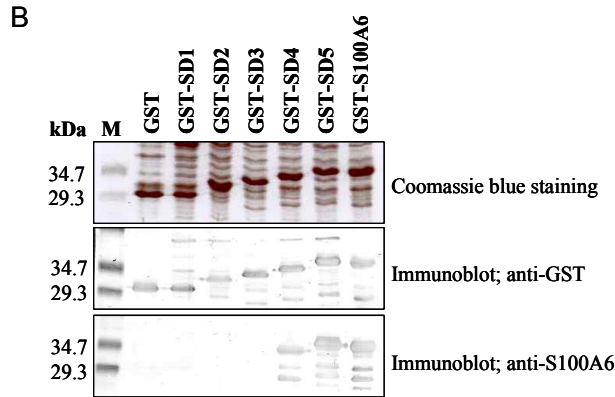 B
kDa M GST GST-SD1 GST-SD2 GST-SD3 GST-SD4 GST-SD5 GST-S100A6
34.7
29.3
Coomassie blue staining
34.7
29.3
Immunoblot; anti-GST
34.7
29.3
Immunoblot; anti-S100A6